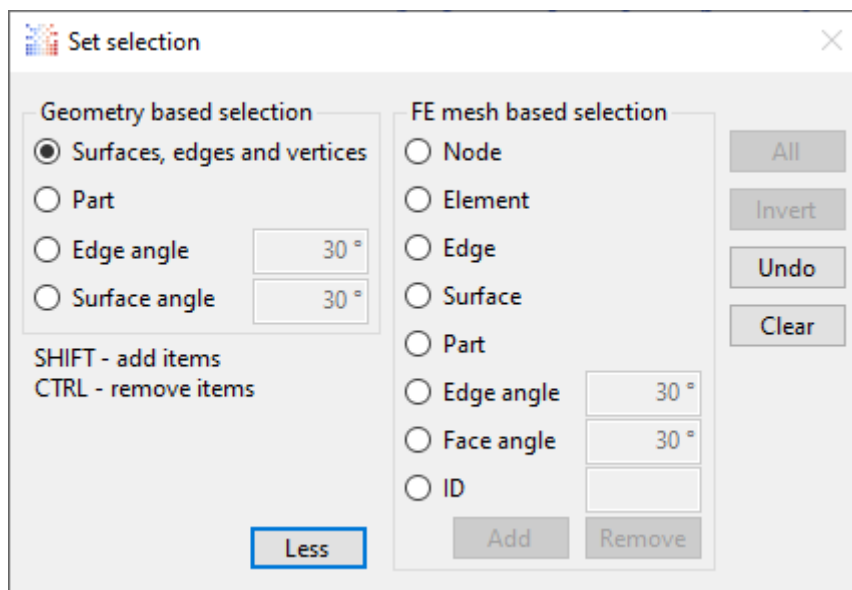 Set selection
Geometry based selection
Surfaces, edges and vertices
Part
Edge angle 30 °
Surface angle 30 °
SHIFT - add items
CTRL - remove items
Less
FE mesh based selection
Node
Element
Edge
Surface
Part
Edge angle 30 °
Face angle 30 °
ID
Add Remove
All
Invert
Undo
Clear